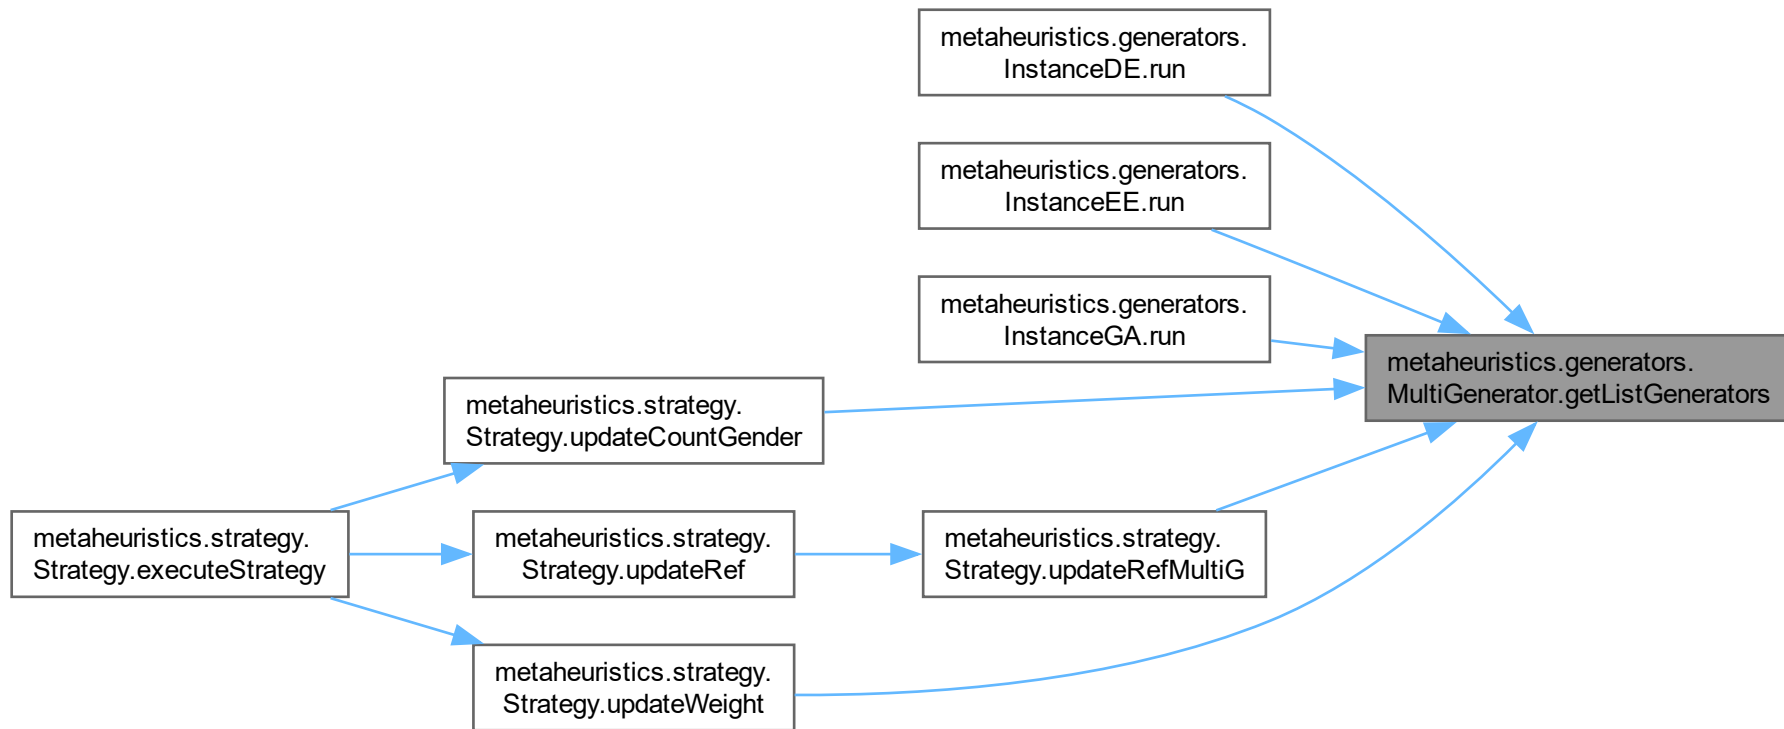 metaheuristics.generators.
InstanceDE.run
metaheuristics.generators.
InstanceEE.run
metaheuristics.generators.
InstanceGA.run
metaheuristics.generators.
MultiGenerator.getListGenerators
metaheuristics.strategy.
Strategy.updateCountGender
metaheuristics.strategy.
Strategy.executeStrategy
metaheuristics.strategy.
Strategy.updateRef
metaheuristics.strategy.
Strategy.updateRefMultiG
metaheuristics.strategy.
Strategy.updateWeight